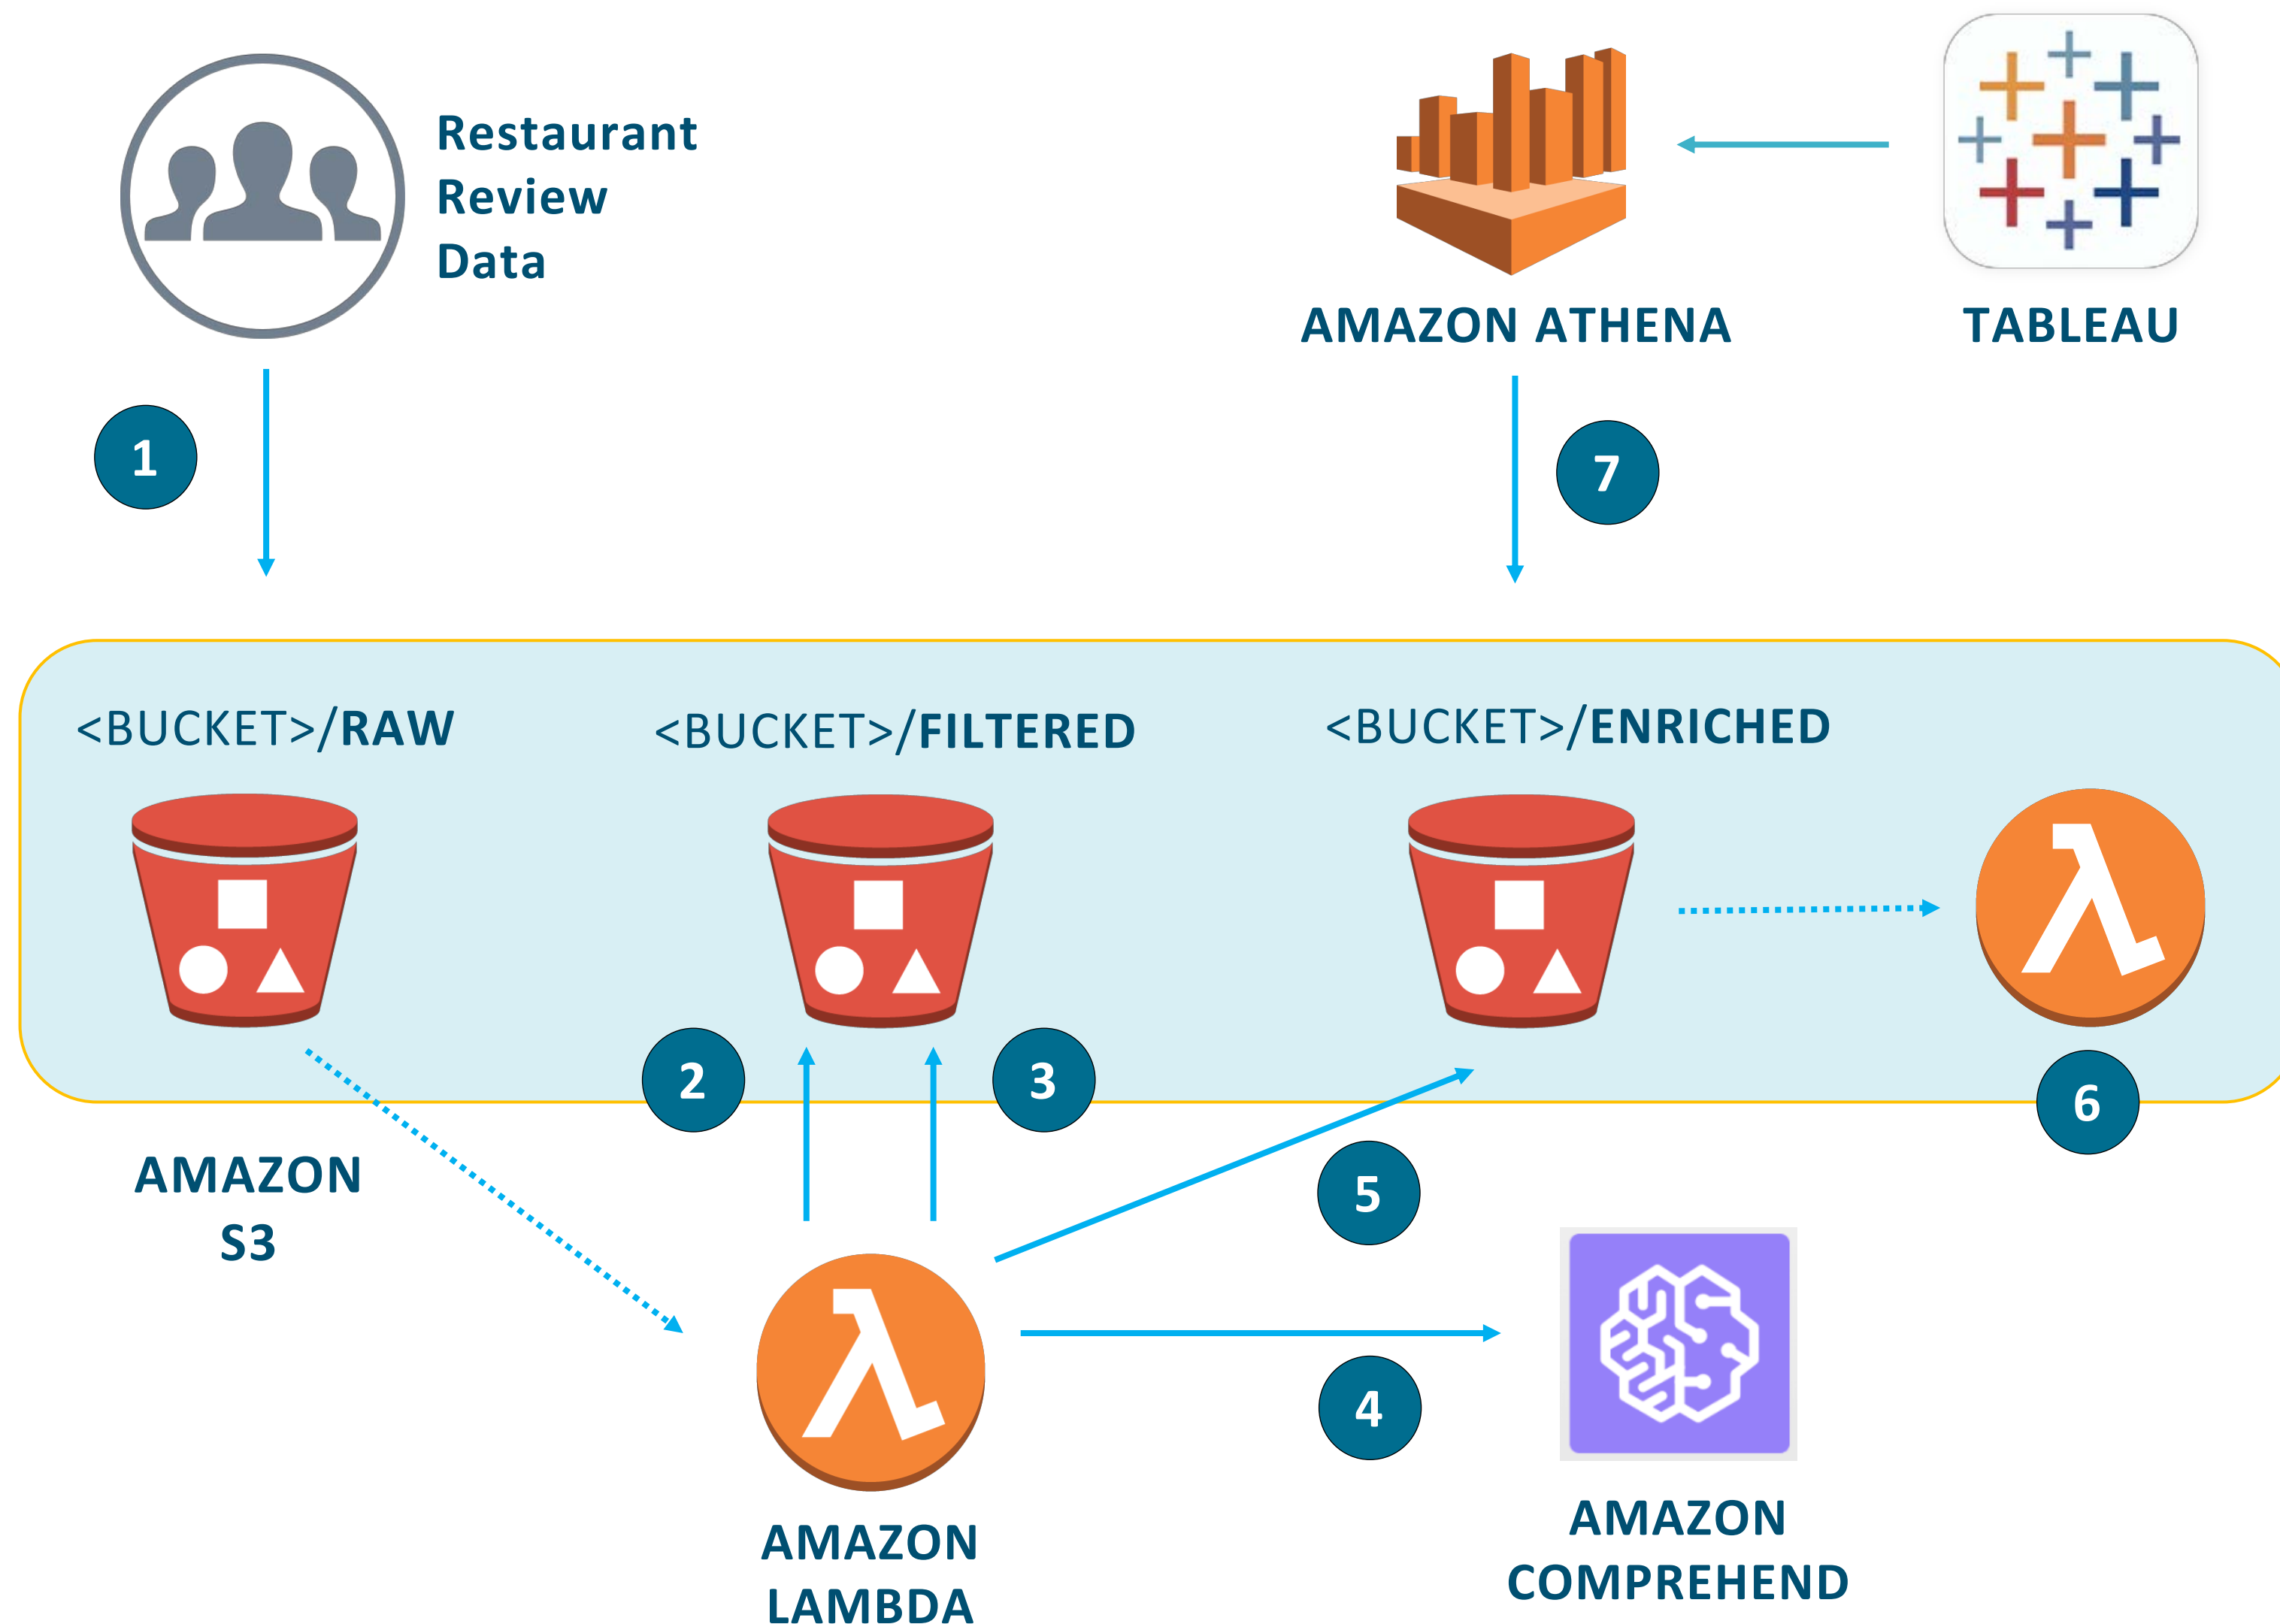 Restaurant
Review
Data
AMAZON ATHENA
TABLEAU
1
7
<BUCKET>/RAW
<BUCKET>/FILTERED
<BUCKET>/ENRICHED
2
3
6
5
AMAZON
S3
4
AMAZON
LAMBDA
AMAZON
COMPREHEND